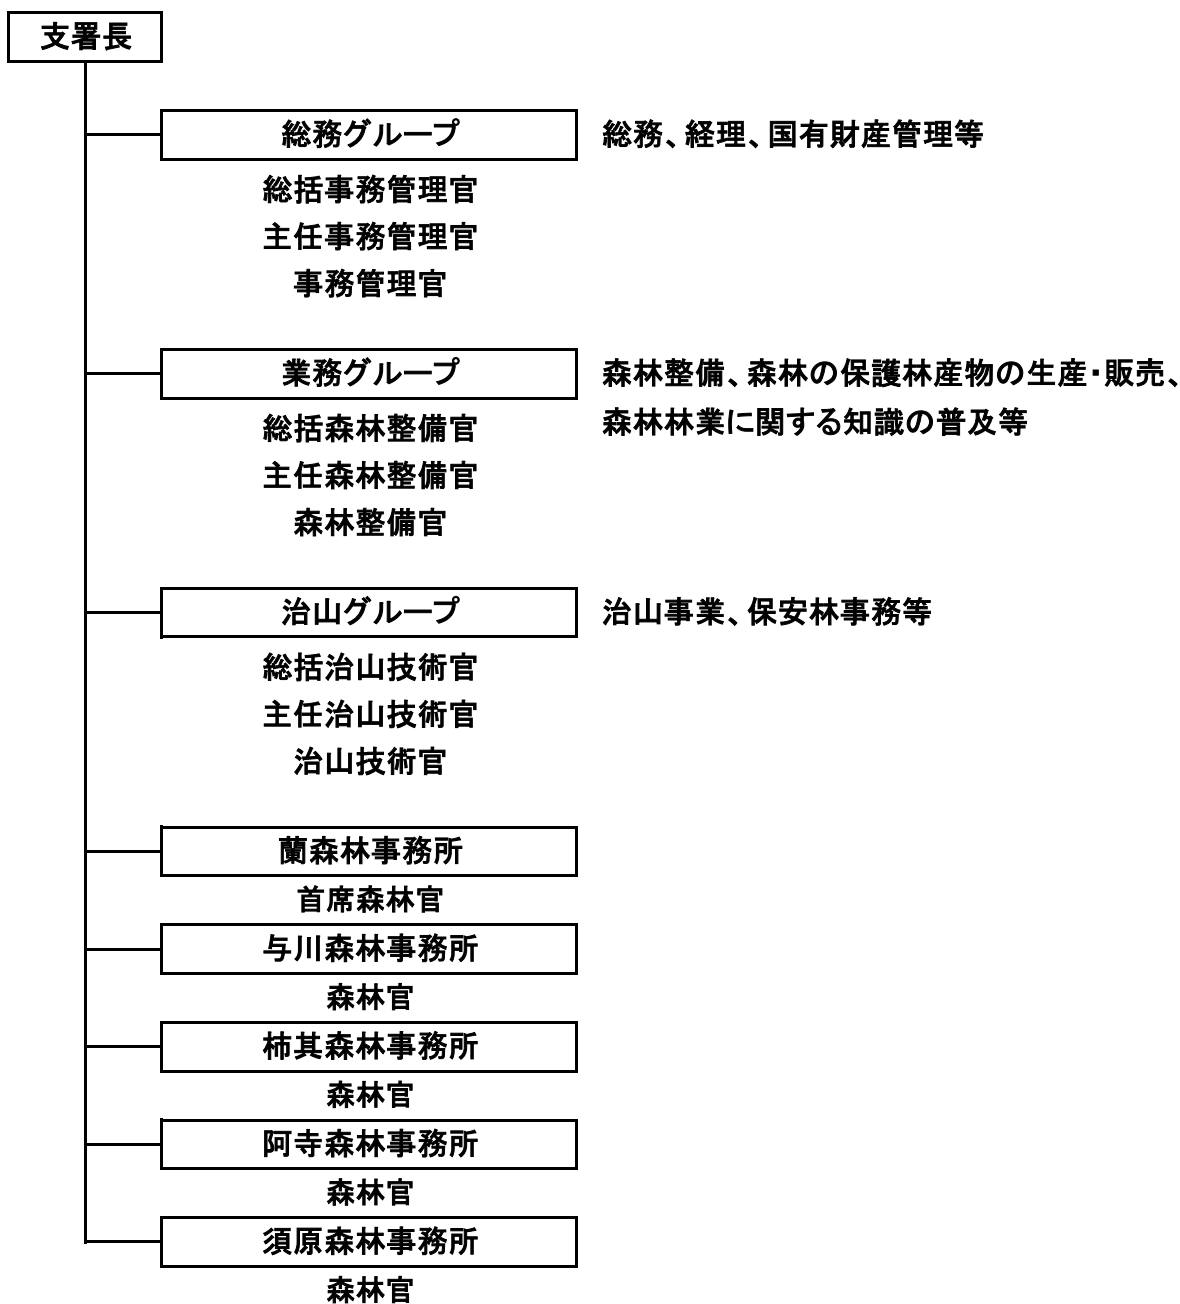 支署長
総務グループ
総務、経理、国有財産管理等
総括事務管理官
主任事務管理官
事務管理官
業務グループ
森林整備、森林の保護林産物の生産・販売、
森林林業に関する知識の普及等
総括森林整備官
主任森林整備官
森林整備官
治山グループ
治山事業、保安林事務等
総括治山技術官
主任治山技術官
治山技術官
蘭森林事務所
首席森林官
与川森林事務所
森林官
柿其森林事務所
森林官
阿寺森林事務所
森林官
須原森林事務所
森林官